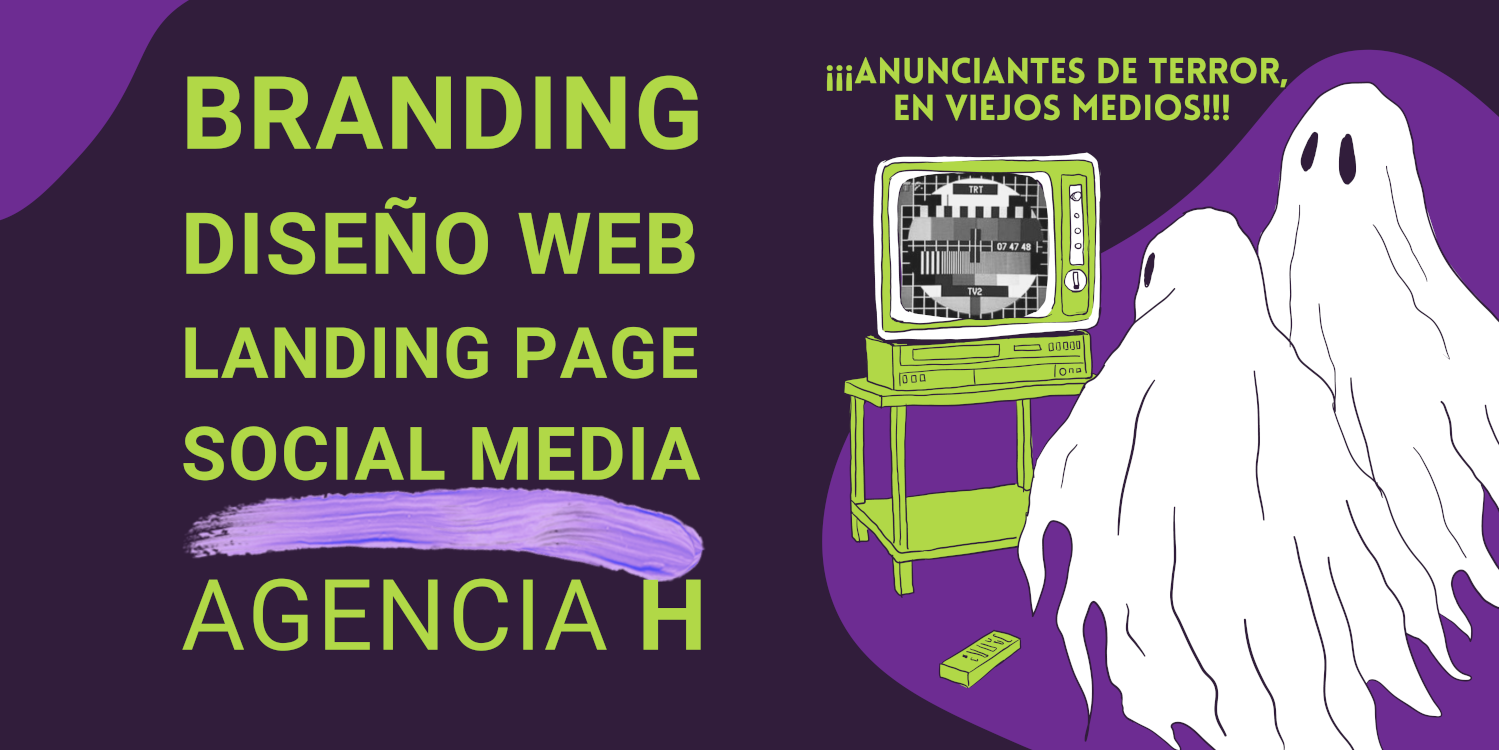 BRANDING
DISEÑO WEB
LANDING PAGE
SOCIAL MEDIA
AGENCIA H
¡¡¡ANUNCIANTES DE TERROR,
EN VIEJOS MEDIOS!!!
TRT
07 47 48
TV2